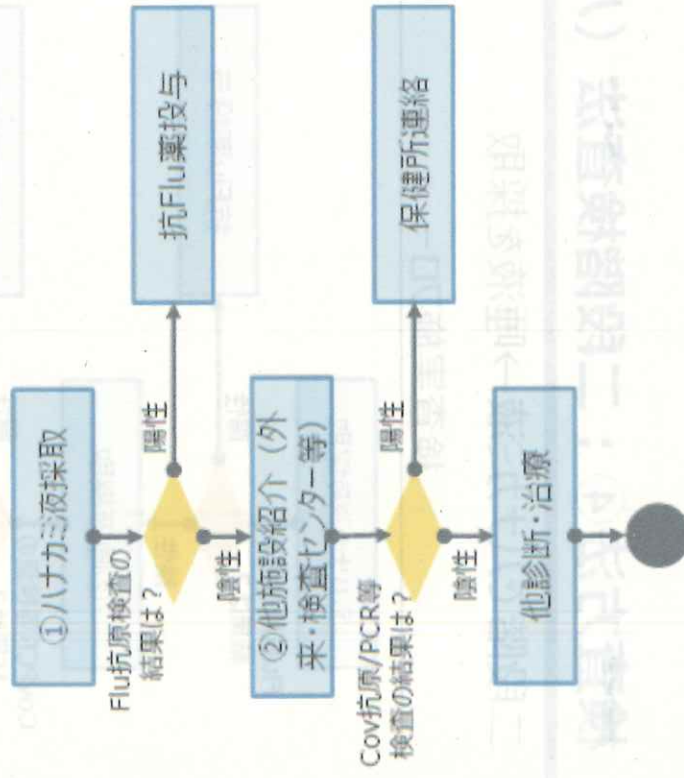 ①ハナカミ液採取
Flu抗原検査の
結果は？
陽性
抗Flu薬投与
陰性
②他施設紹介（外
来・検査センター等）
Cov抗原/PCR等
検査の結果は？
陽性
保健所連絡
陰性
他診断・治療